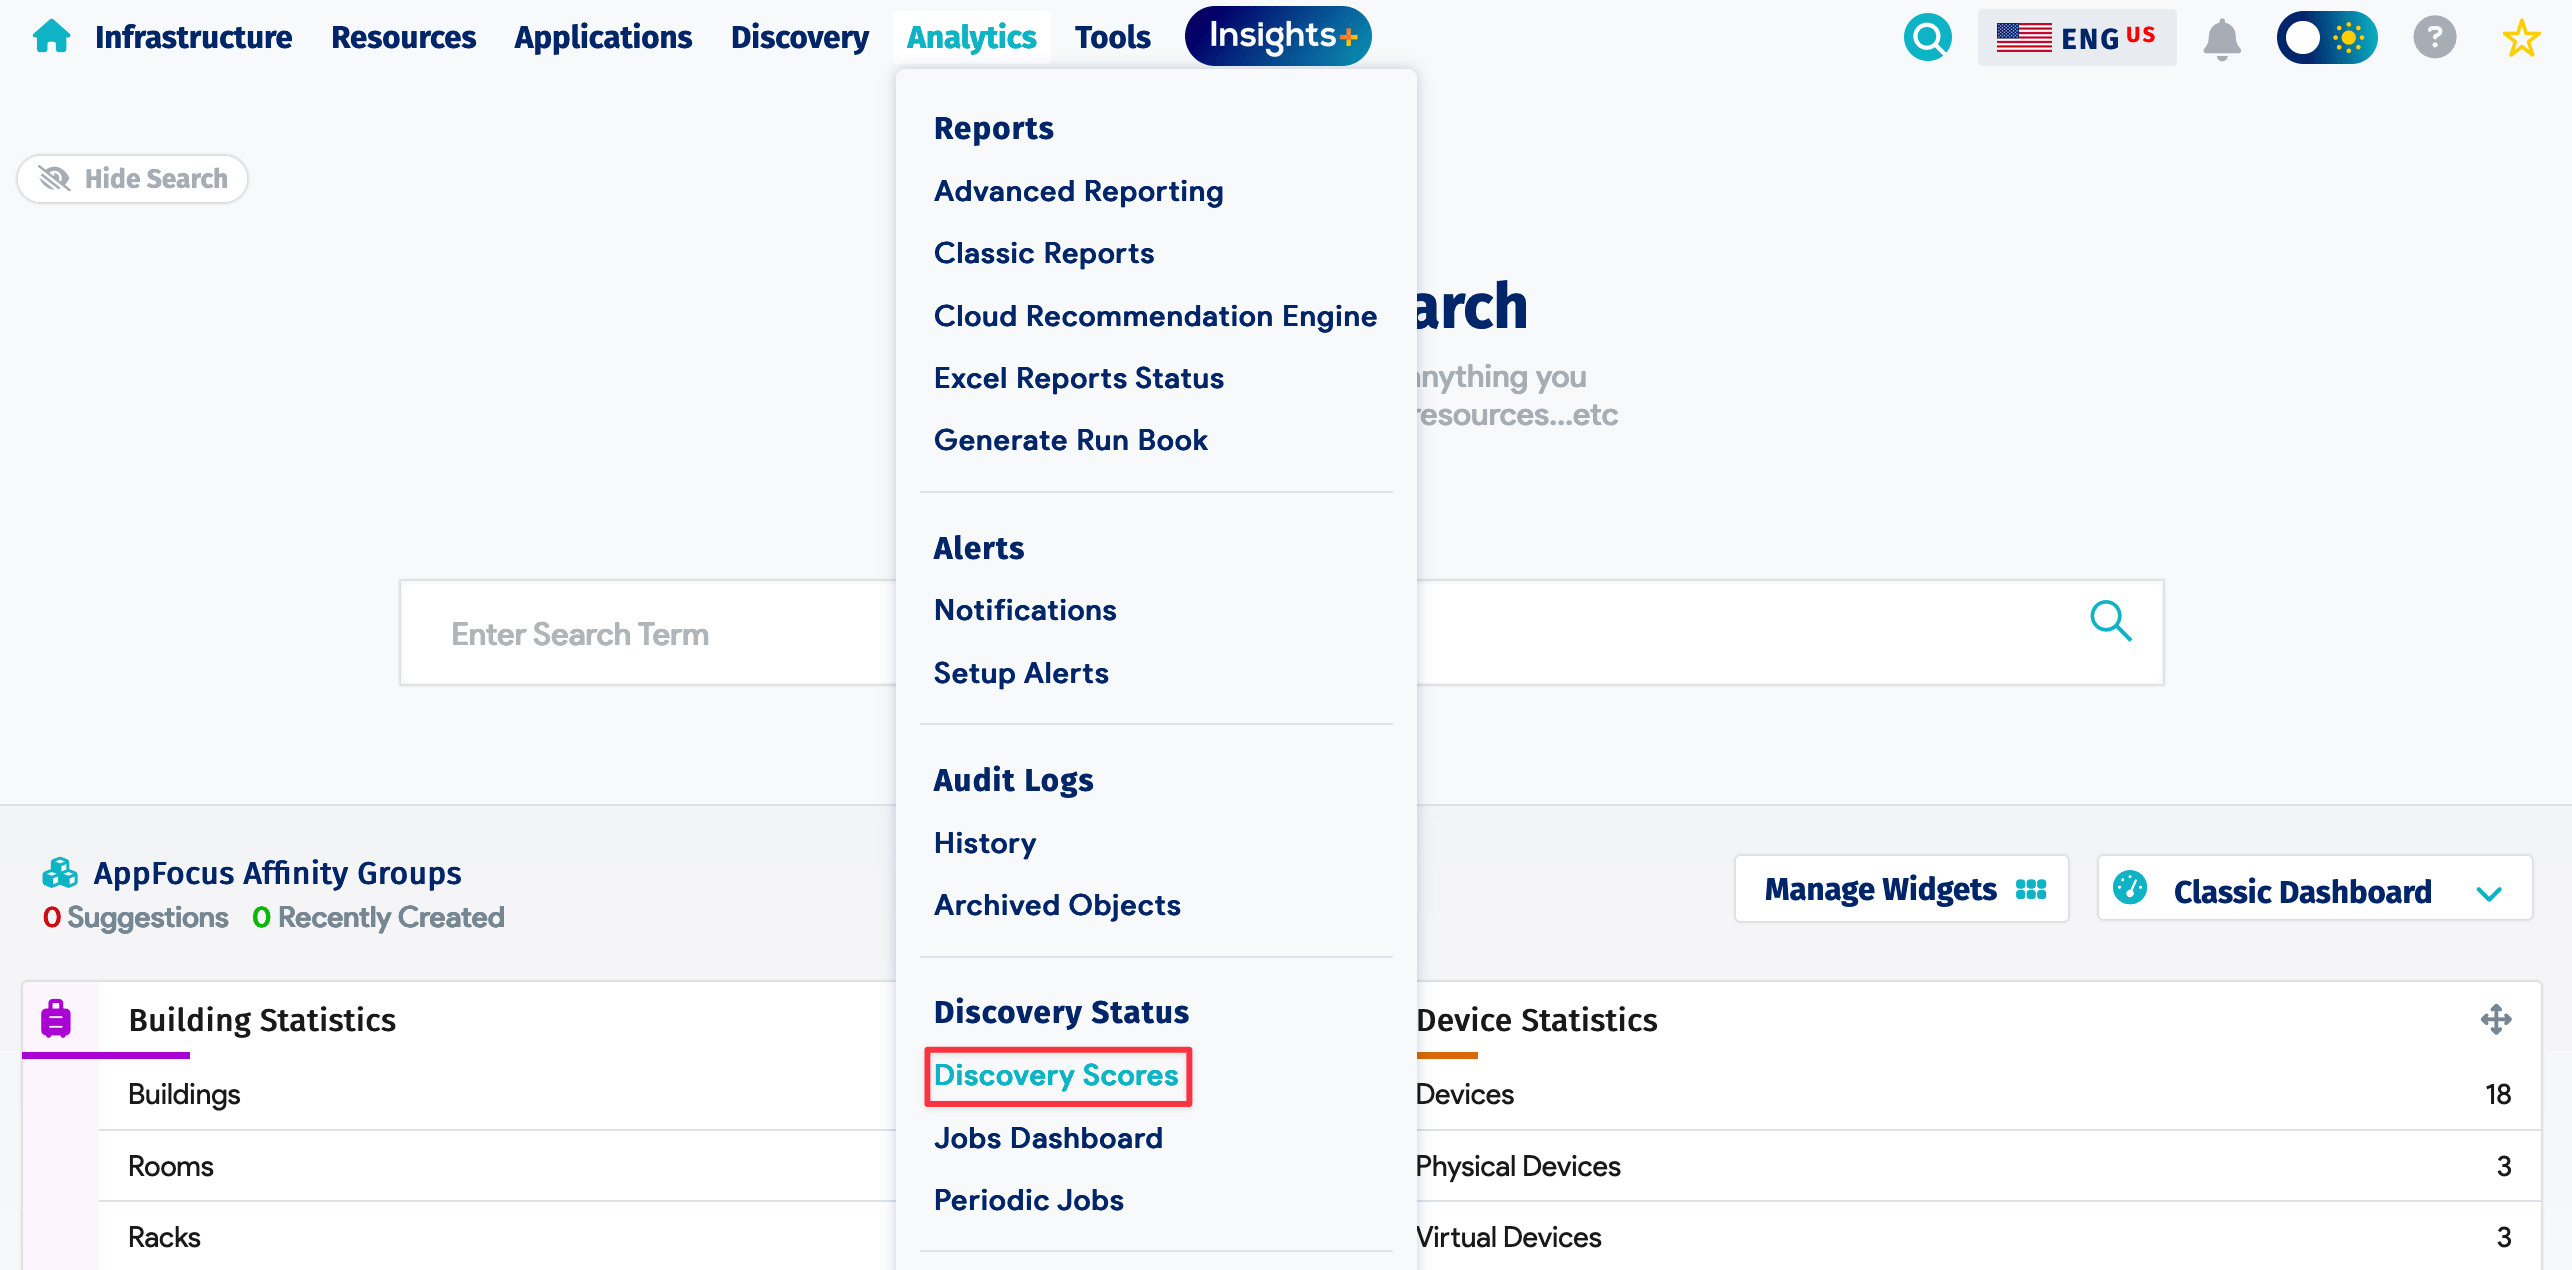 Infrastructure Resources Applications Discovery Analytics Tools Insights+ ENG US ?
Hide Search
Reports
Advanced Reporting
Classic Reports
Cloud Recommendation Engine
Excel Reports Status
Generate Run Book
Alerts
Notifications
Setup Alerts
Audit Logs
History
Archived Objects
Discovery Status
Discovery Scores
Jobs Dashboard
Periodic Jobs
arch
nything you
resources...etc
Enter Search Term
AppFocus Affinity Groups
0 Suggestions 0 Recently Created
Manage Widgets
Classic Dashboard
Building Statistics
Buildings
Rooms
Racks
Device Statistics
Devices 18
Physical Devices 3
Virtual Devices 3